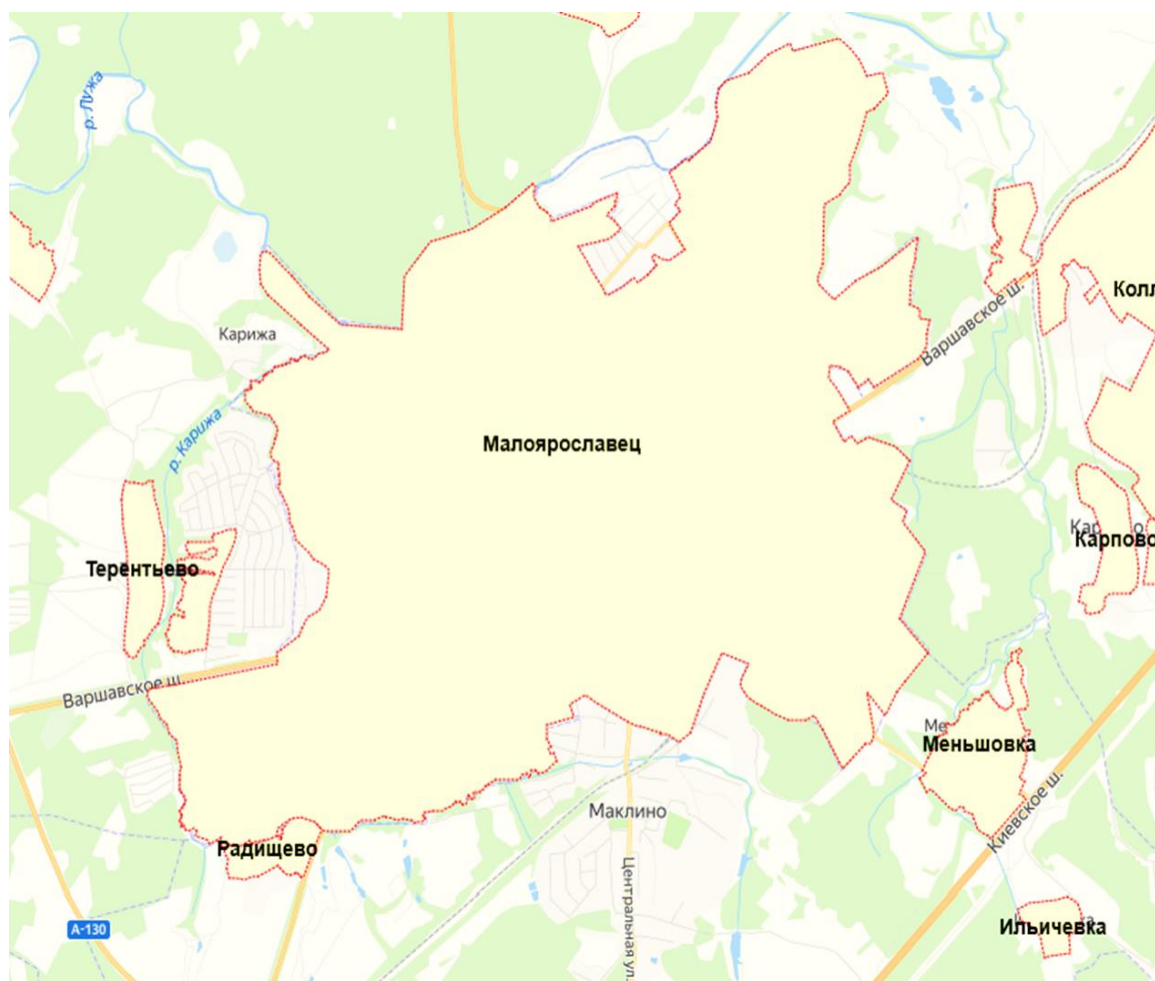 р. Лужа
Колл
Варшавское ш.
Карижа
р. Карижа
Малоярославец
Карпово
Терентьево
Варшавское ш.
Ме
Меньшовка
Киевское ш.
Маклино
Радищево
Центральная ул.
А-130
Ильичевка